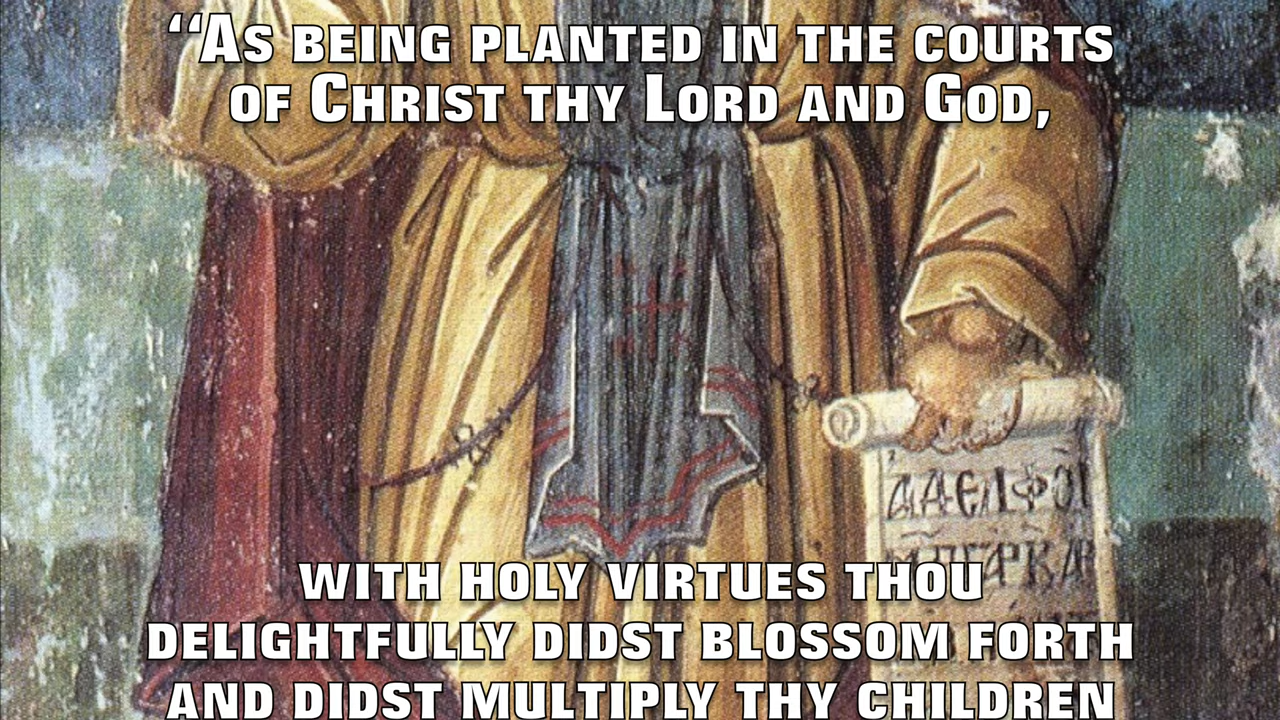 “As being planted in the courts
of Christ thy Lord and God,
ΑΔΕΛΦΟΙ
with holy virtues thou
delightfully didst blossom forth
and didst multiply thy children